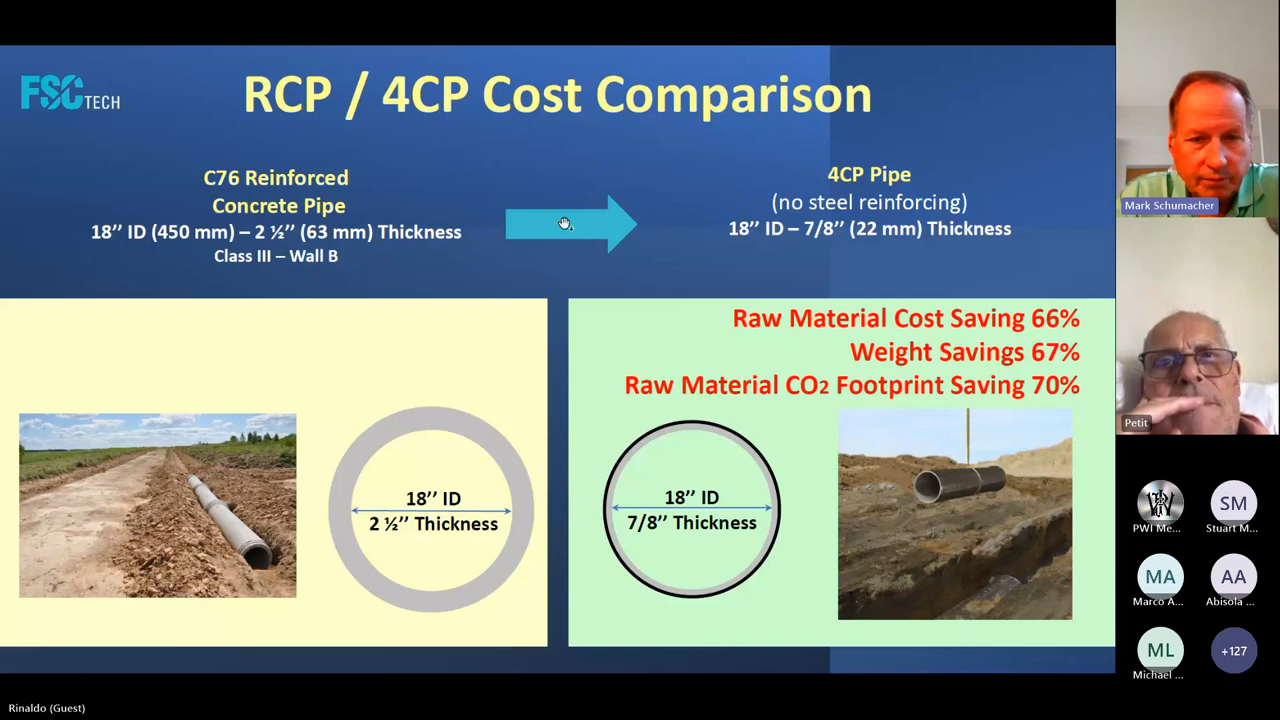 FSC TECH
RCP / 4CP Cost Comparison
C76 Reinforced
Concrete Pipe
18’’ ID (450 mm) – 2 ½’’ (63 mm) Thickness
Class III – Wall B
4CP Pipe
(no steel reinforcing)
18’’ ID – 7/8’’ (22 mm) Thickness
Raw Material Cost Saving 66%
Weight Savings 67%
Raw Material CO2 Footprint Saving 70%
18’’ ID
2 ½’’ Thickness
18’’ ID
7/8’’ Thickness
Mark Schumacher
Petit
PWI Me...
SM
Stuart M...
MA
Marco A...
AA
Abisola ...
ML
Michael ...
+127
Rinaldo (Guest)